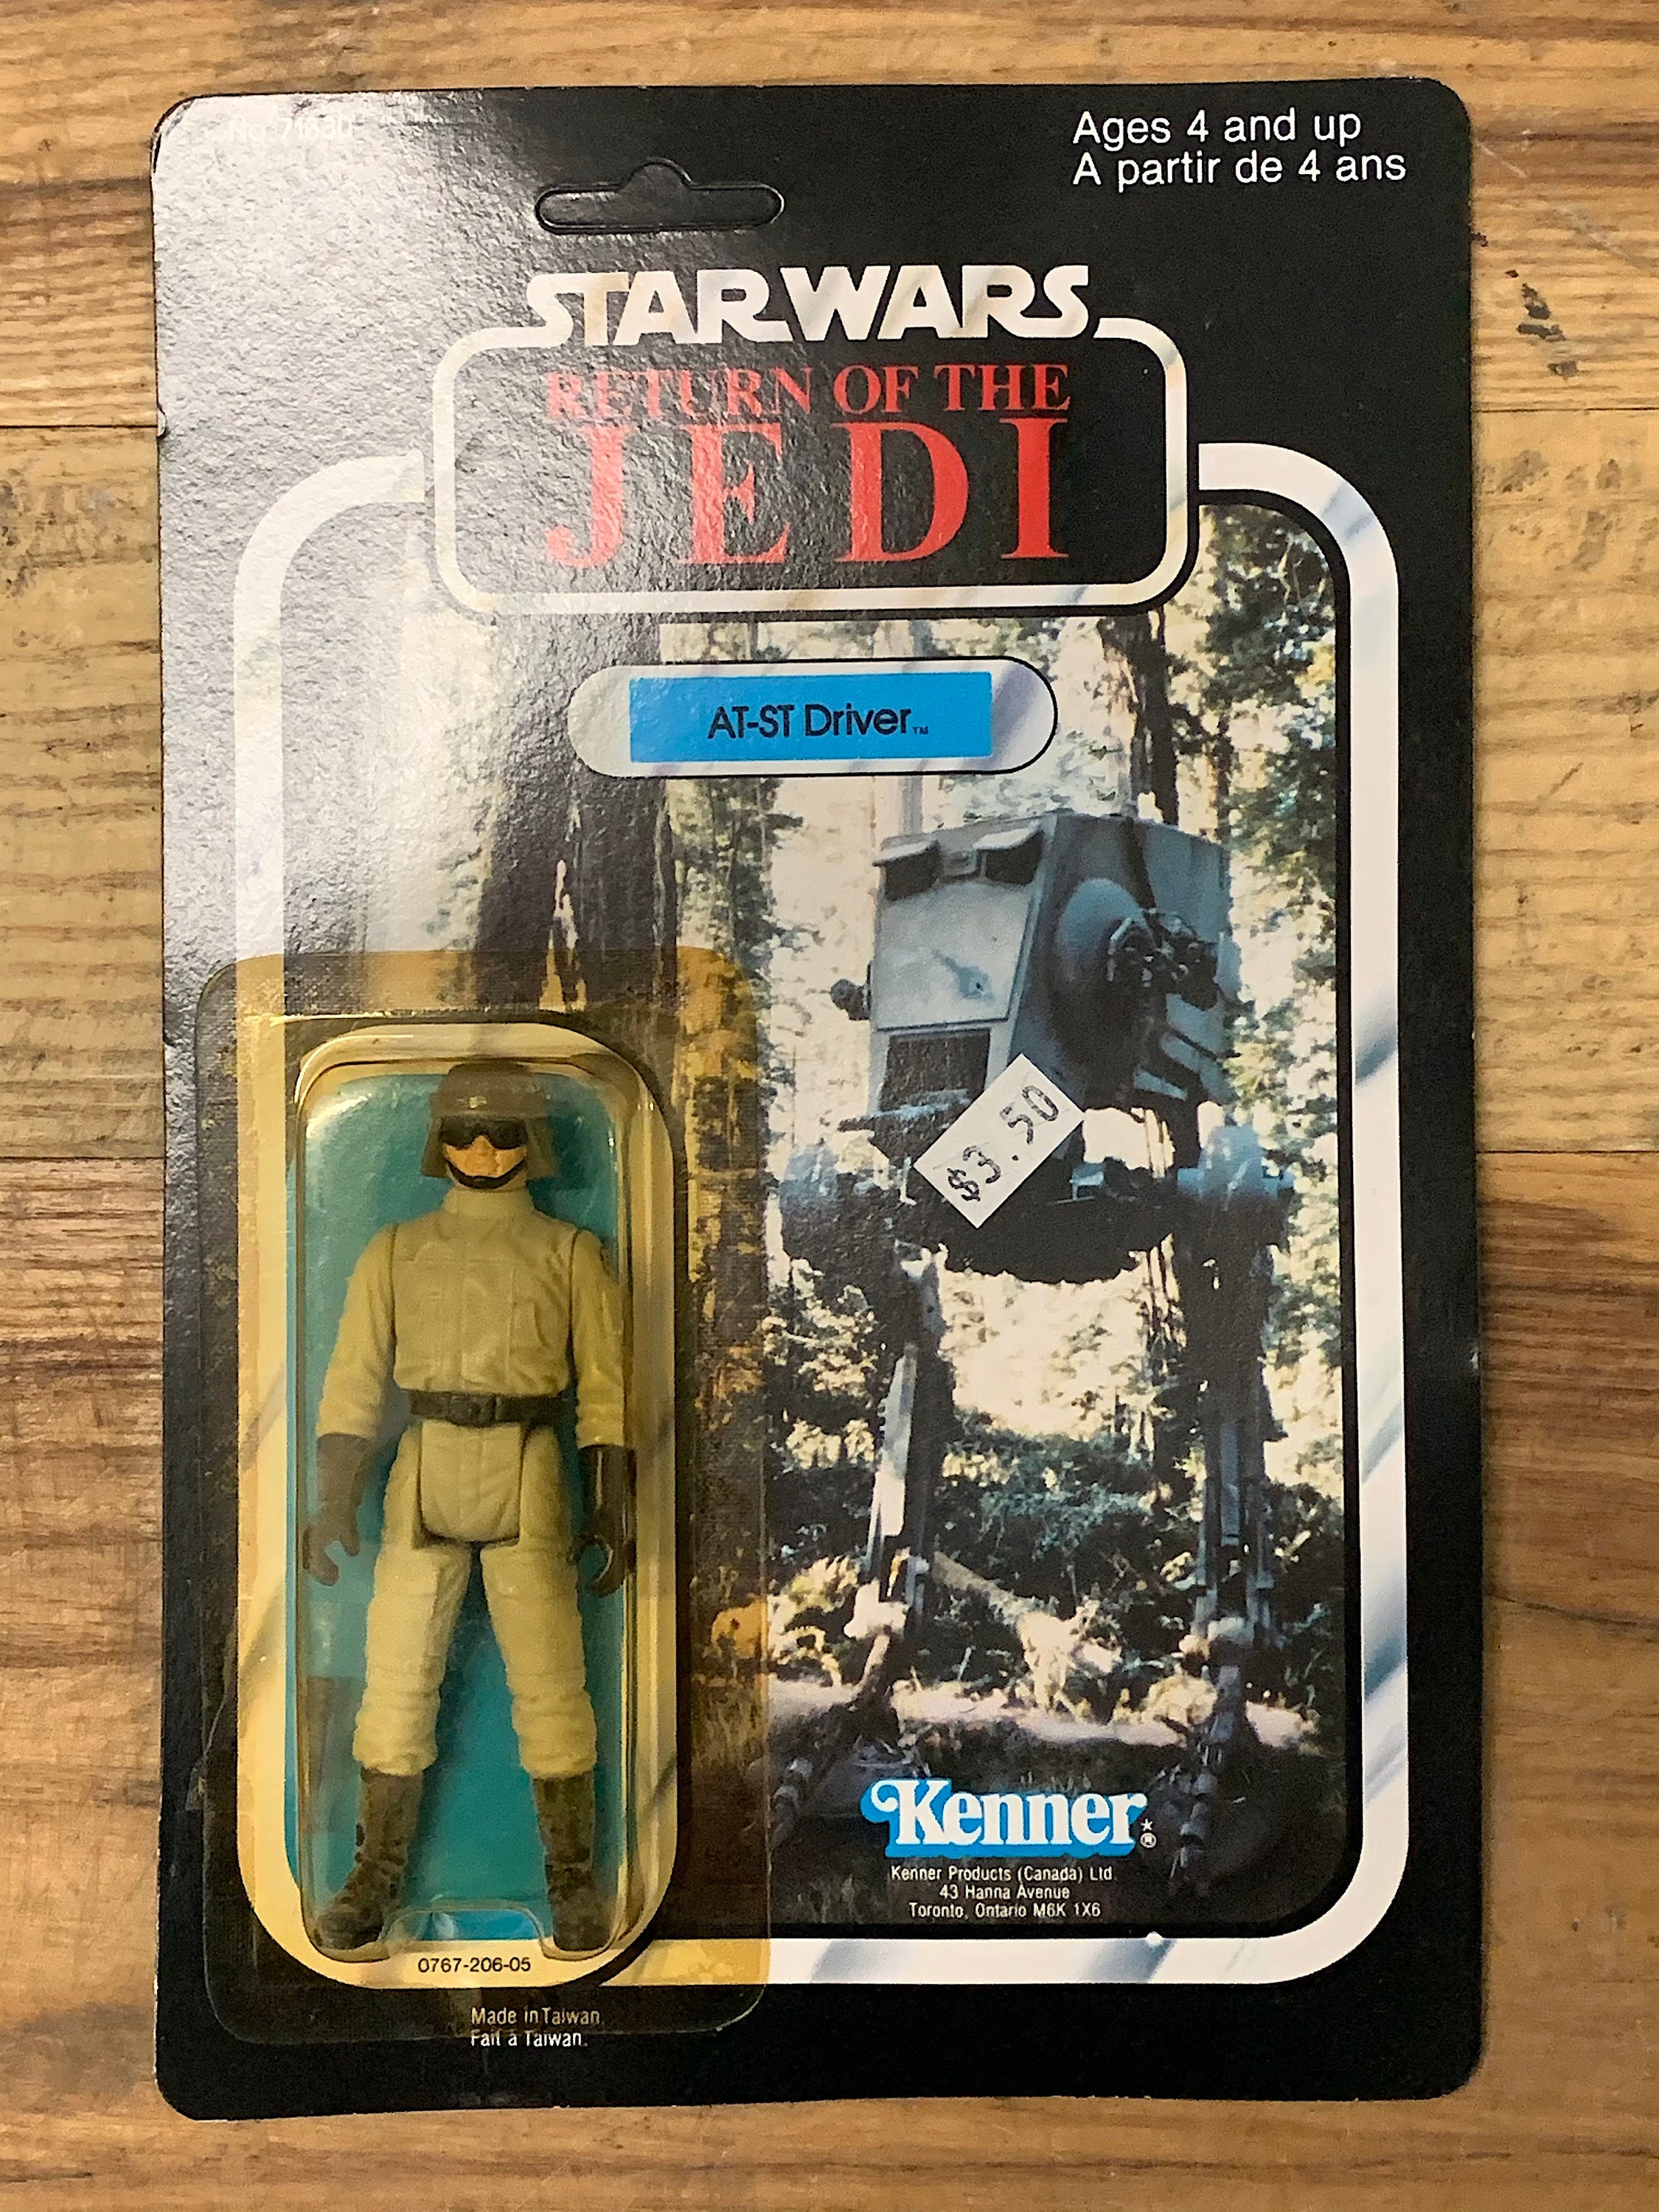 No. 71330
Ages 4 and up
A partir de 4 ans
STAR WARS
RETURN OF THE
JEDI
AT-ST Driver™
$3.50
Kenner®
Kenner Products (Canada) Ltd.
43 Hanna Avenue
Toronto, Ontario M6K 1X6
0767-206-05
Made in Taiwan.
Fait à Taiwan.